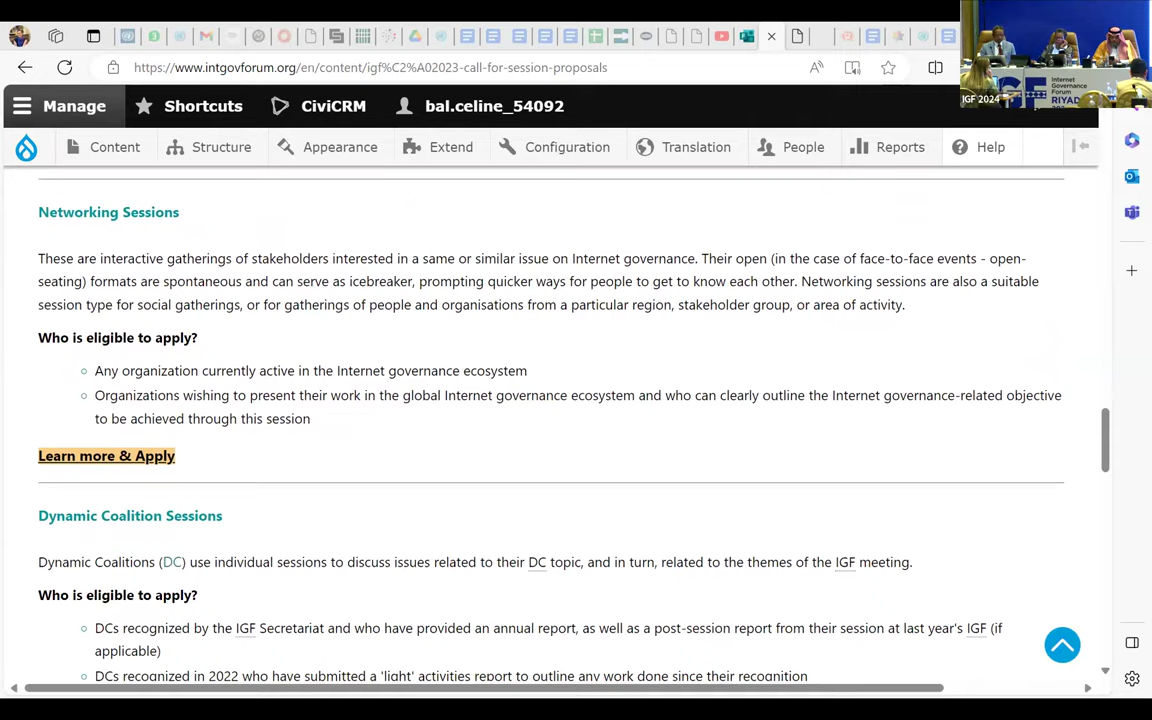 https://www.intgovforum.org/en/content/igf%C2%A02023-call-for-session-proposals
Internet
Governance
Forum
RIYAD
IGF 2024
Manage
Shortcuts
CiviCRM
bal.celine_54092
Content
Structure
Appearance
Extend
Configuration
Translation
People
Reports
Help
Networking Sessions
These are interactive gatherings of stakeholders interested in a same or similar issue on Internet governance. Their open (in the case of face-to-face events - open-
seating) formats are spontaneous and can serve as icebreaker, prompting quicker ways for people to get to know each other. Networking sessions are also a suitable
session type for social gatherings, or for gatherings of people and organisations from a particular region, stakeholder group, or area of activity.
Who is eligible to apply?
Any organization currently active in the Internet governance ecosystem
Organizations wishing to present their work in the global Internet governance ecosystem and who can clearly outline the Internet governance-related objective
to be achieved through this session
Learn more & Apply
Dynamic Coalition Sessions
Dynamic Coalitions (DC) use individual sessions to discuss issues related to their DC topic, and in turn, related to the themes of the IGF meeting.
Who is eligible to apply?
DCs recognized by the IGF Secretariat and who have provided an annual report, as well as a post-session report from their session at last year's IGF (if
applicable)
DCs recognized in 2022 who have submitted a 'light' activities report to outline any work done since their recognition